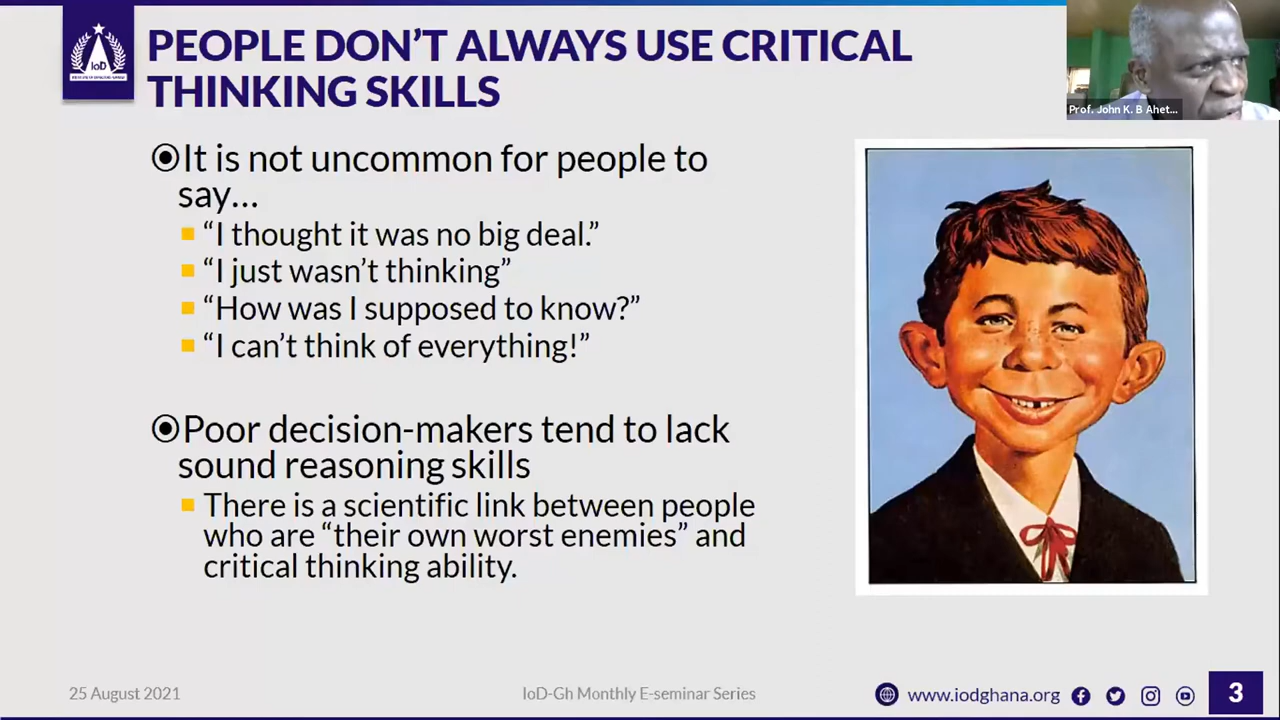 PEOPLE DON’T ALWAYS USE CRITICAL
THINKING SKILLS
IoD
Prof. John K. B Ahet...
It is not uncommon for people to
say...
“I thought it was no big deal.”
“I just wasn’t thinking”
“How was I supposed to know?”
“I can’t think of everything!”
Poor decision-makers tend to lack
sound reasoning skills
There is a scientific link between people
who are “their own worst enemies” and
critical thinking ability.
25 August 2021
IoD-Gh Monthly E-seminar Series
www.iodghana.org
3